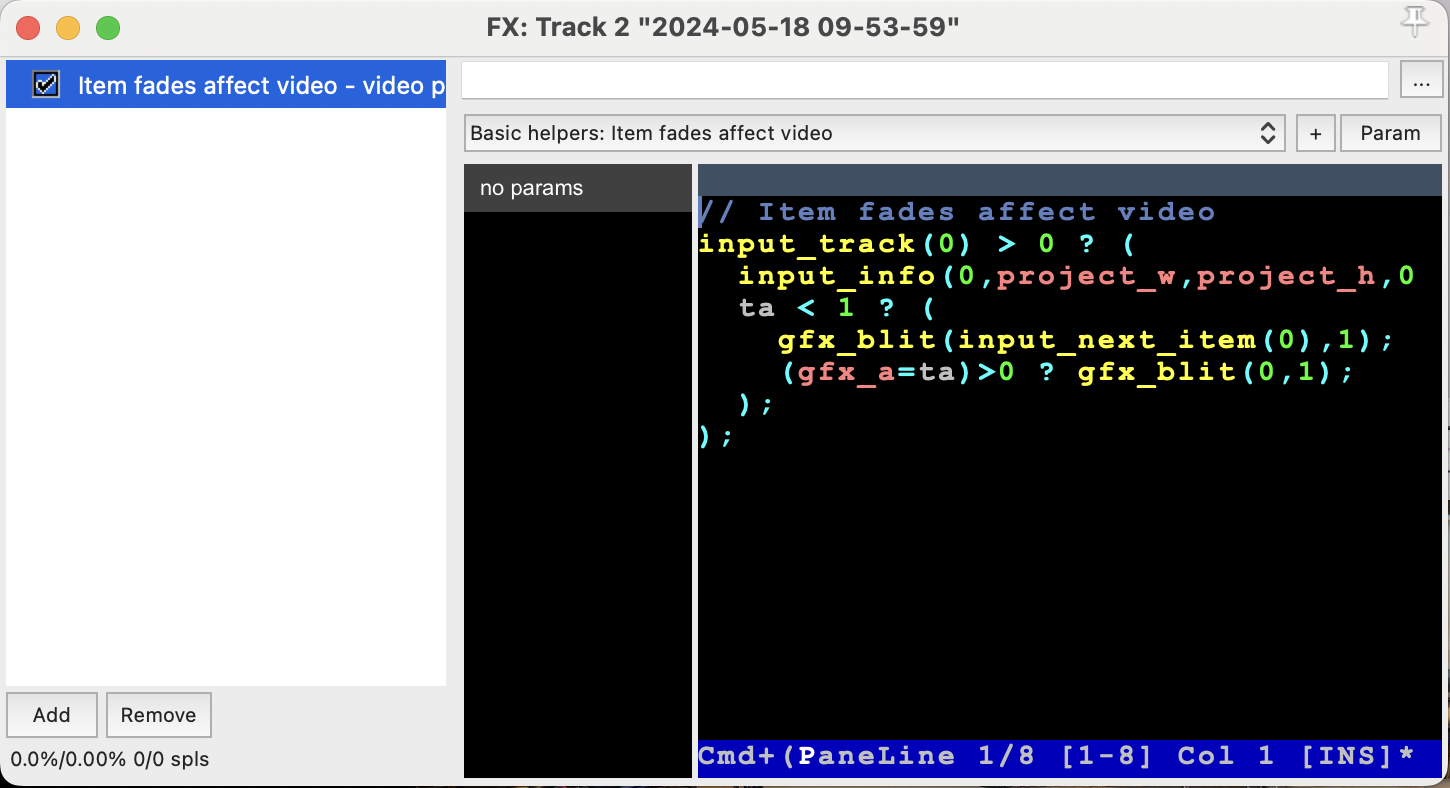 FX: Track 2 "2024-05-18 09-53-59"
Item fades affect video - video p
...
Basic helpers: Item fades affect video
+
Param
no params
// Item fades affect video
input_track(0) > 0 ? (
  input_info(0,project_w,project_h,0
  ta < 1 ? (
    gfx_blit(input_next_item(0),1);
    (gfx_a=ta)>0 ? gfx_blit(0,1);
  );
);
Add
Remove
0.0%/0.00% 0/0 spls
Cmd+(PaneLine 1/8 [1-8] Col 1 [INS]*